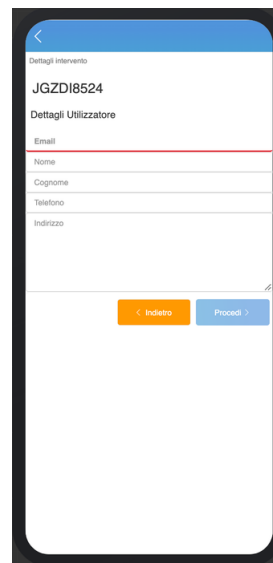 Dettagli intervento
JGZDI8524
Dettagli Utilizzatore
Email
Nome
Cognome
Telefono
Indirizzo
Indietro
Procedi